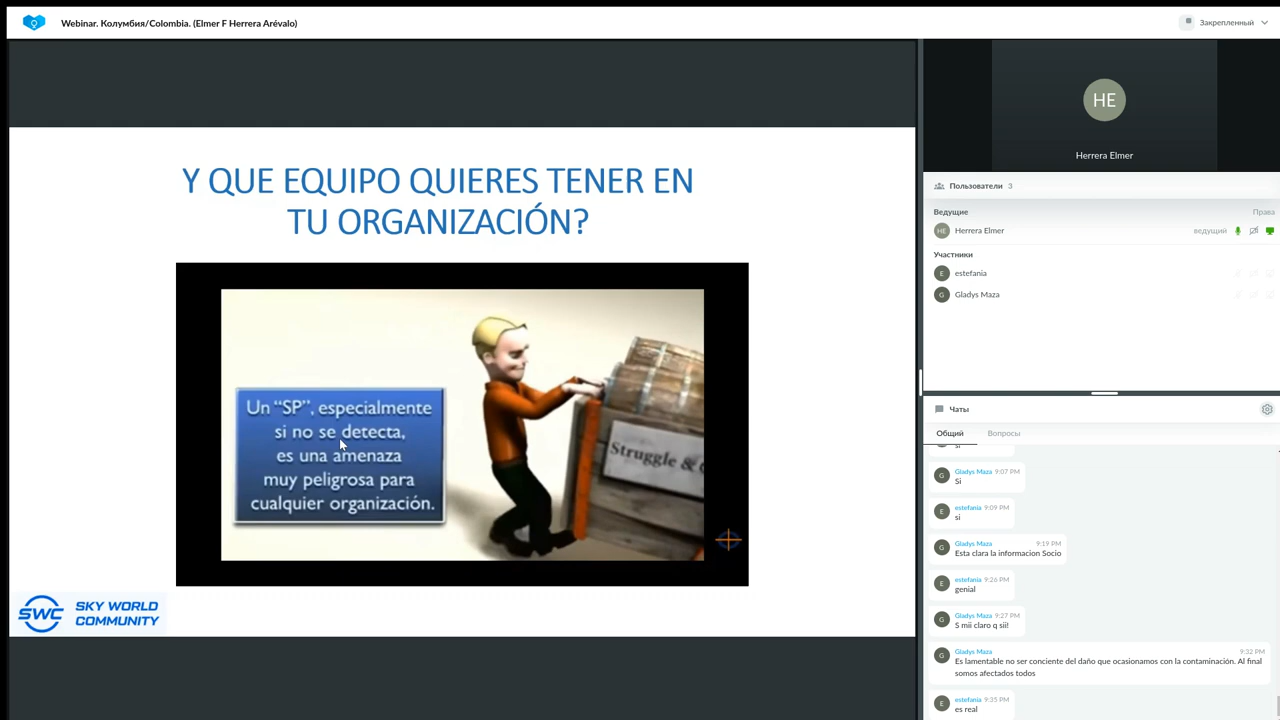 Webinar. Колумбия/Colombia. (Elmer F Herrera Arévalo)
Закрепленный
Y QUE EQUIPO QUIERES TENER EN
TU ORGANIZACIÓN?
Un “SP”, especialmente
si no se detecta,
es una amenaza
muy peligrosa para
cualquier organización.
Struggle &
SWC
SKY WORLD
COMMUNITY
HE
Herrera Elmer
Пользователи 3
Ведущие
Права
HE
Herrera Elmer
ведущий
Участники
E
estefania
G
Gladys Maza
Чаты
Общий
Вопросы
si
G
Gladys Maza 9:07 PM
Si
E
estefania 9:09 PM
si
G
Gladys Maza 9:19 PM
Esta clara la informacion Socio
E
estefania 9:26 PM
genial
G
Gladys Maza 9:27 PM
S mii claro q sii!
G
Gladys Maza 9:32 PM
Es lamentable no ser conciente del daño que ocasionamos con la contaminación. Al final
somos afectados todos
E
estefania 9:35 PM
es real